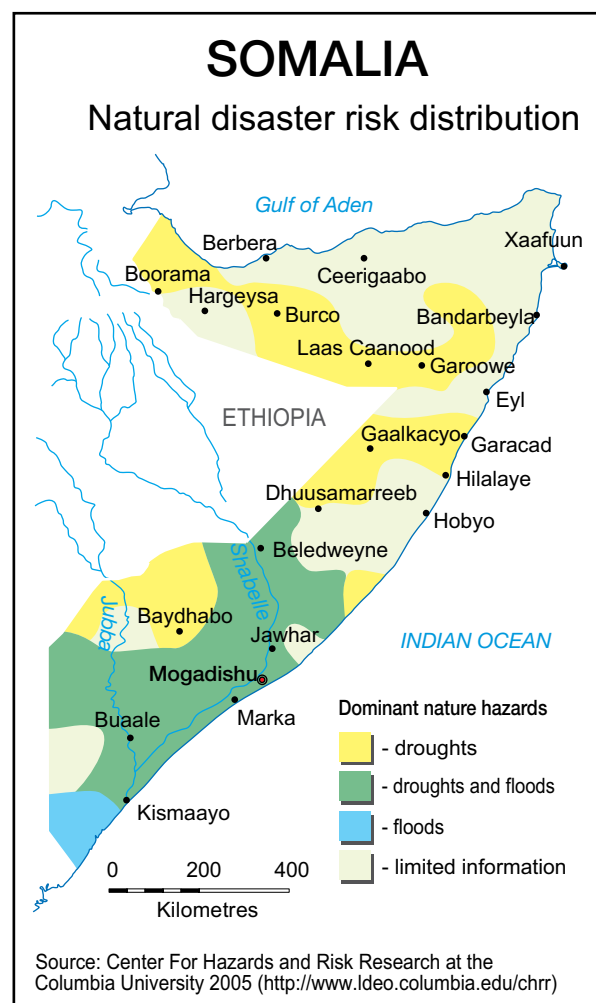 SOMALIA
Natural disaster risk distribution
Gulf of Aden
Xaafuun
Berbera
Ceerigaabo
Boorama
Hargeysa
Burco
Bandarbeyla
Laas Caanood
Garoowe
Eyl
ETHIOPIA
Gaalkacyo
Garacad
Hilalaye
Dhuusamarreeb
Hobyo
Beledweyne
Shabelle
Jubba
Baydhabo
Jawhar
INDIAN OCEAN
Mogadishu
Marka
Buaale
Kismaayo
Dominant nature hazards
- droughts
- droughts and floods
- floods
- limited information
0 200 400
Kilometres
Source: Center For Hazards and Risk Research at the
Columbia University 2005 (http://www.ldeo.columbia.edu/chrr)